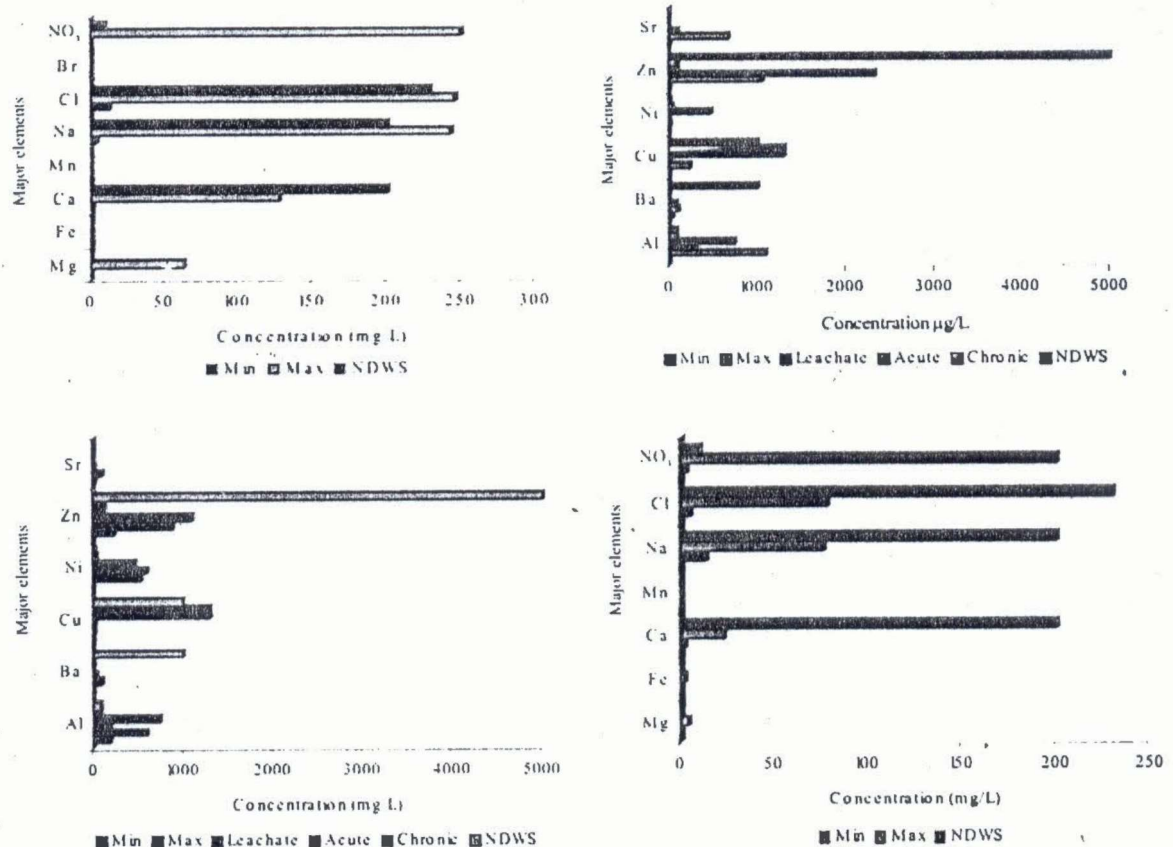 Major elements
NO₃
Br
Cl
Na
Mn
Ca
Fe
Mg
0 50 100 150 200 250 300
Concentration (mg L)
Min Max NDWS
Major elements
Sr
Zn
Ni
Cu
Ba
Al
0 1000 2000 3000 4000 5000
Concentration µg/L
Min Max Leachate Acute Chronic NDWS
Major elements
Sr
Zn
Ni
Cu
Ba
Al
0 1000 2000 3000 4000 5000
Concentration (mg L)
Min Max Leachate Acute Chronic NDWS
Major elements
NO₃
Cl
Na
Mn
Ca
Fe
Mg
0 50 100 150 200 250
Concentration (mg/L)
Min Max NDWS